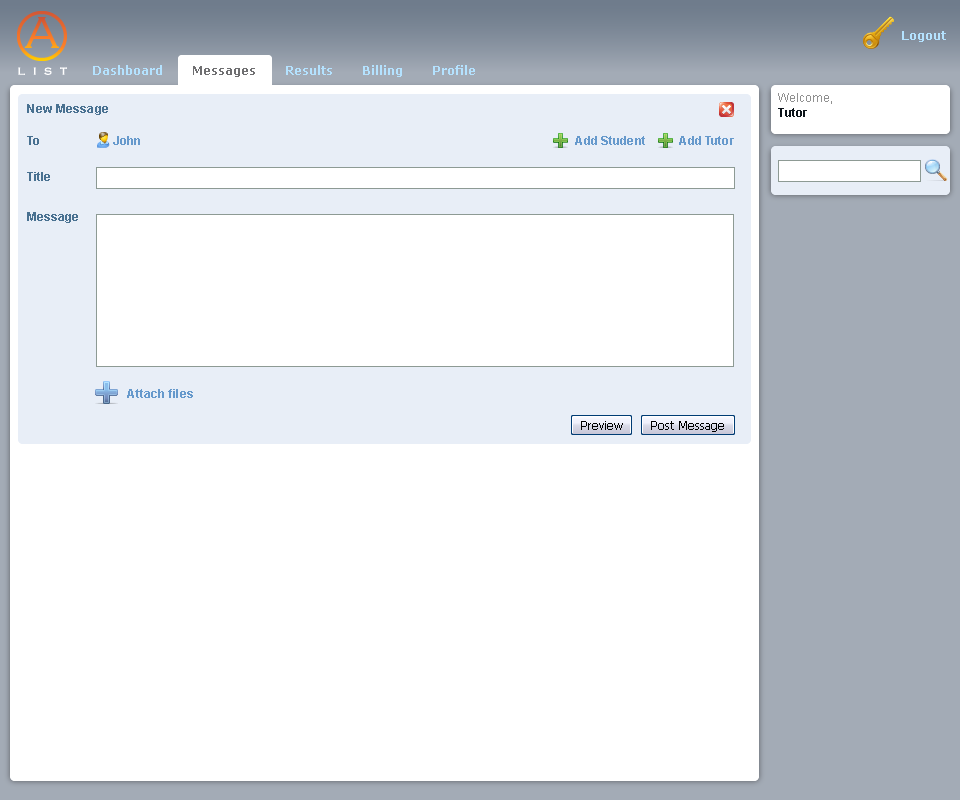 A
LIST
Logout
Dashboard Messages Results Billing Profile
New Message
Welcome,
Tutor
To John Add Student Add Tutor
Title
Message
Attach files
Preview Post Message